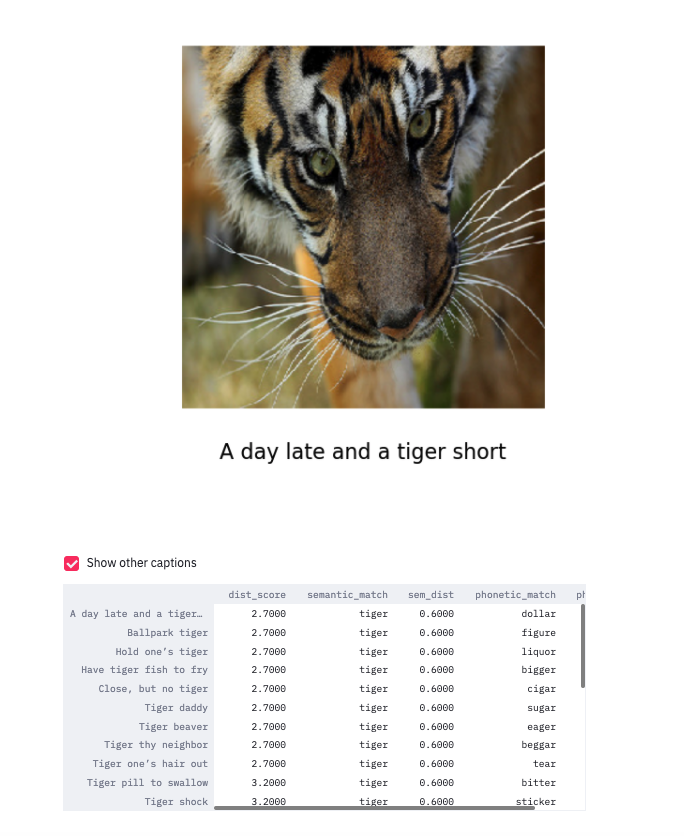 A day late and a tiger short
Show other captions
dist_score semantic_match sem_dist phonetic_match ph
A day late and a tiger… 2.7000 tiger 0.6000 dollar
Ballpark tiger 2.7000 tiger 0.6000 figure
Hold one’s tiger 2.7000 tiger 0.6000 liquor
Have tiger fish to fry 2.7000 tiger 0.6000 bigger
Close, but no tiger 2.7000 tiger 0.6000 cigar
Tiger daddy 2.7000 tiger 0.6000 sugar
Tiger beaver 2.7000 tiger 0.6000 eager
Tiger thy neighbor 2.7000 tiger 0.6000 beggar
Tiger one’s hair out 2.7000 tiger 0.6000 tear
Tiger pill to swallow 3.2000 tiger 0.6000 bitter
Tiger shock 3.2000 tiger 0.6000 sticker